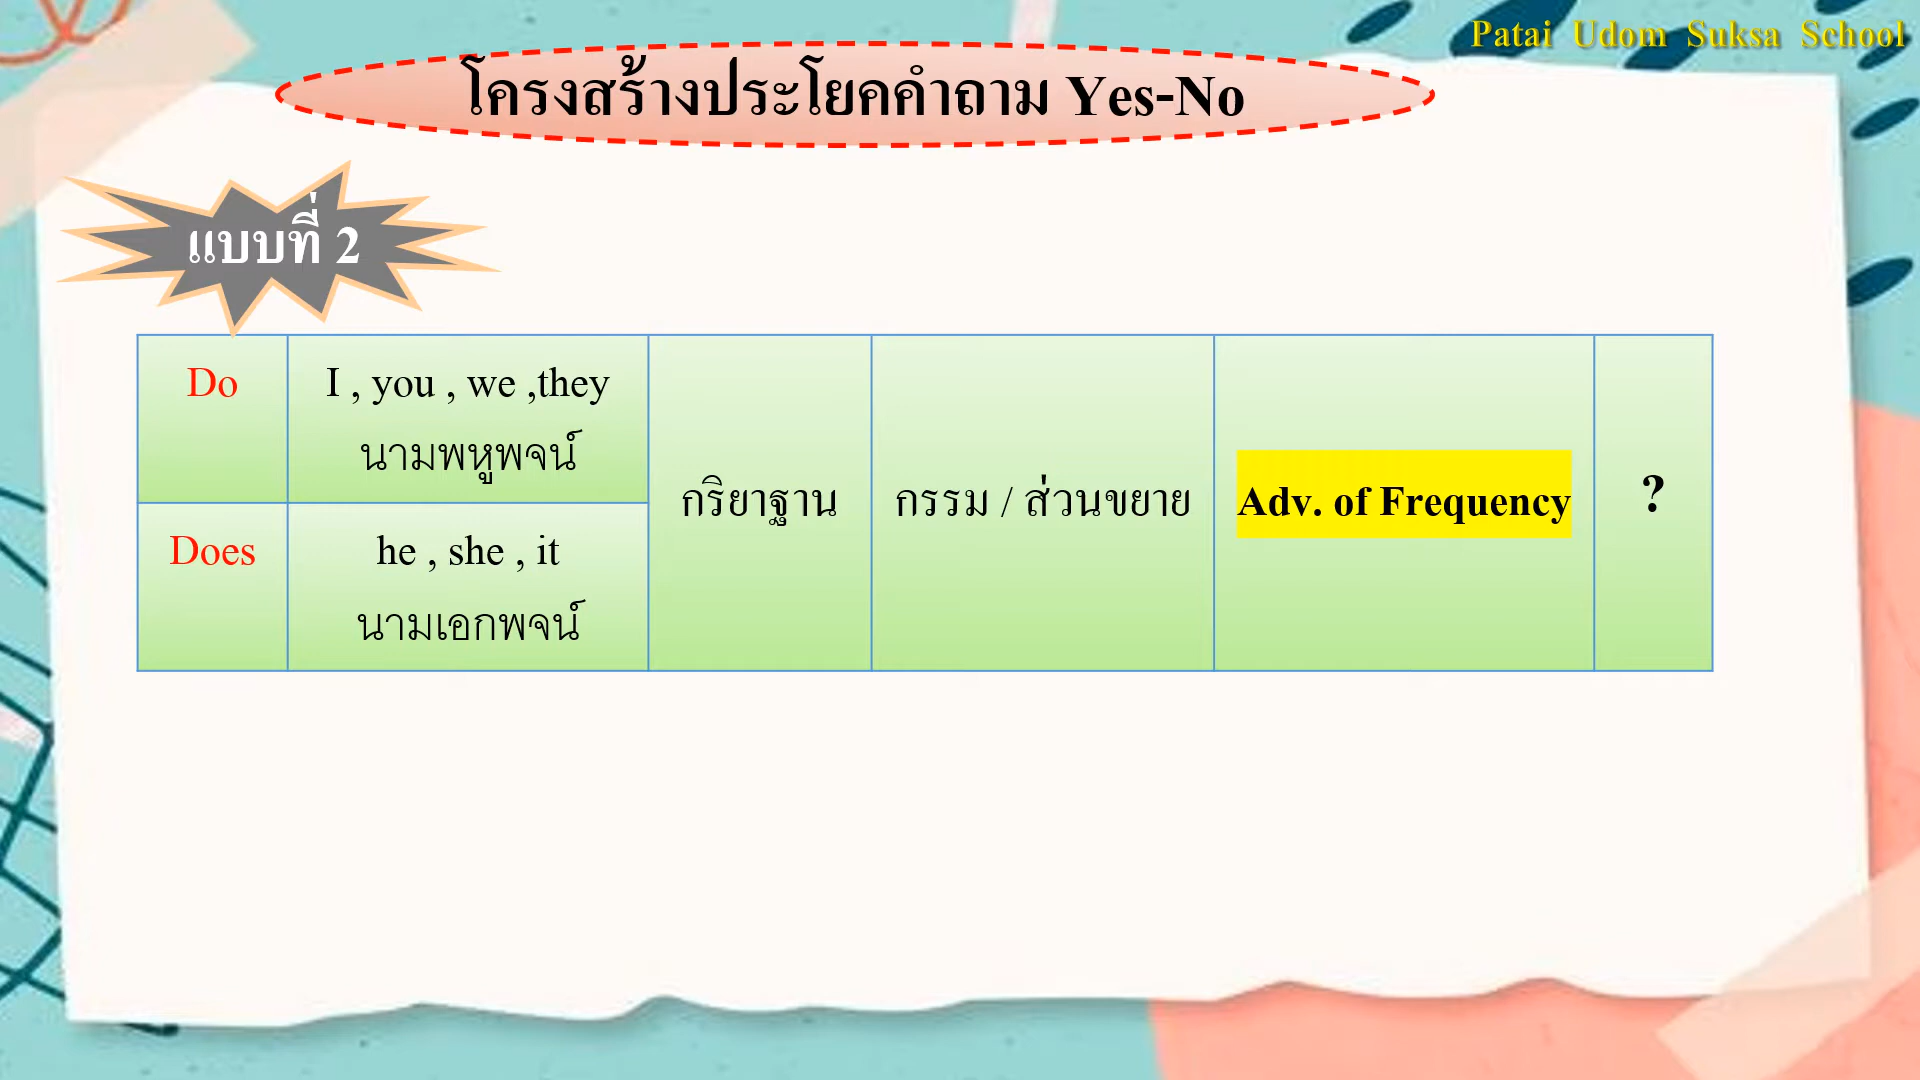 Patai Udom Suksa School
โครงสร้างประโยคคำถาม Yes-No
แบบที่ 2
Do
I , you , we ,they
นามพหูพจน์
Does
he , she , it
นามเอกพจน์
กริยาฐาน
กรรม / ส่วนขยาย
Adv. of Frequency
?